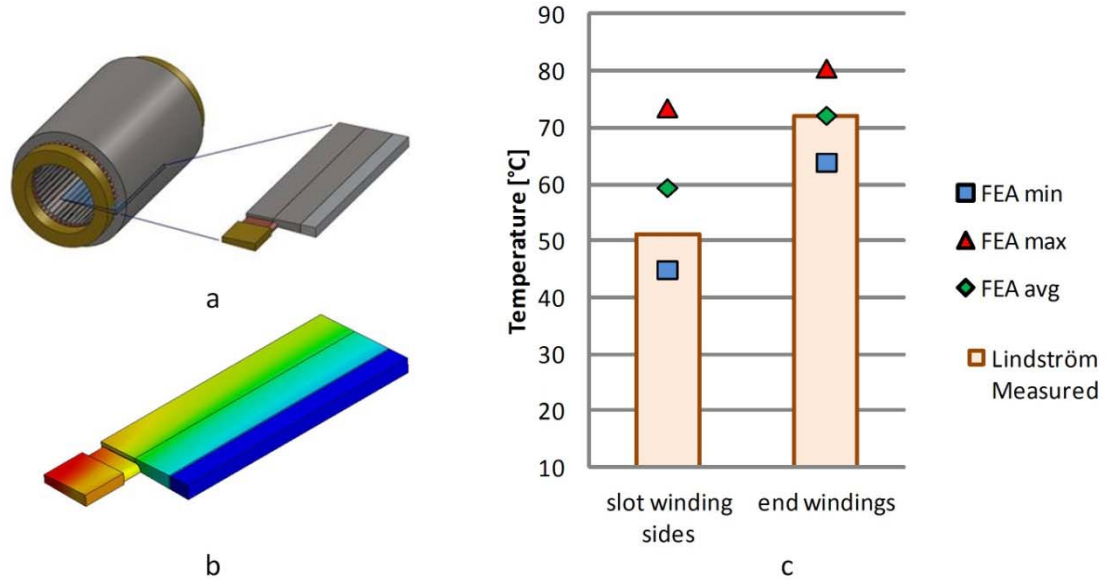 a
b
90
80
70
60
50
40
30
20
10
Temperature [°C]
slot winding
sides
end windings
c
FEA min
FEA max
FEA avg
Lindström
Measured